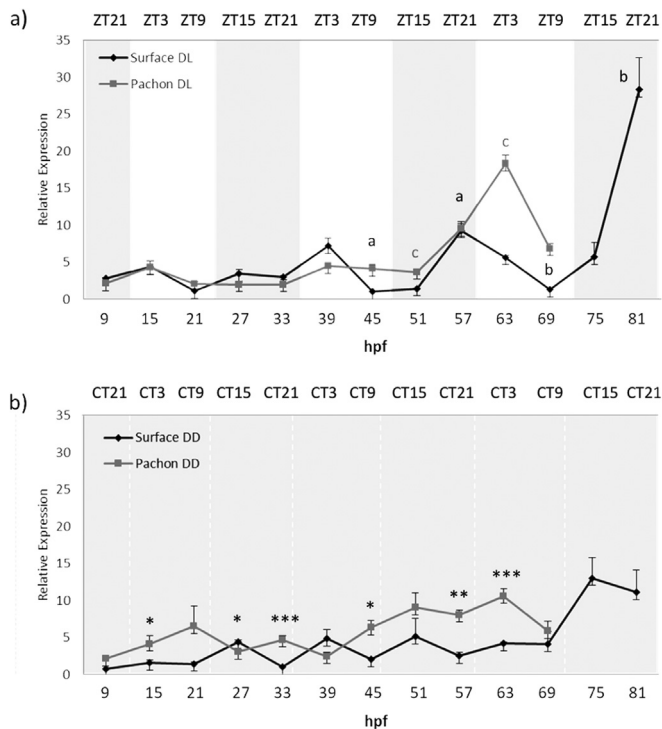 a)
ZT21 ZT3 ZT9 ZT15 ZT21 ZT3 ZT9 ZT15 ZT21 ZT3 ZT9 ZT15 ZT21
35
30
25
20
15
10
5
0
Relative Expression
Surface DL
Pachon DL
a c a c b b
9 15 21 27 33 39 45 51 57 63 69 75 81
hpf
b)
CT21 CT3 CT9 CT15 CT21 CT3 CT9 CT15 CT21 CT3 CT9 CT15 CT21
35
30
25
20
15
10
5
0
Relative Expression
Surface DD
Pachon DD
* * *** * ** ***
9 15 21 27 33 39 45 51 57 63 69 75 81
hpf